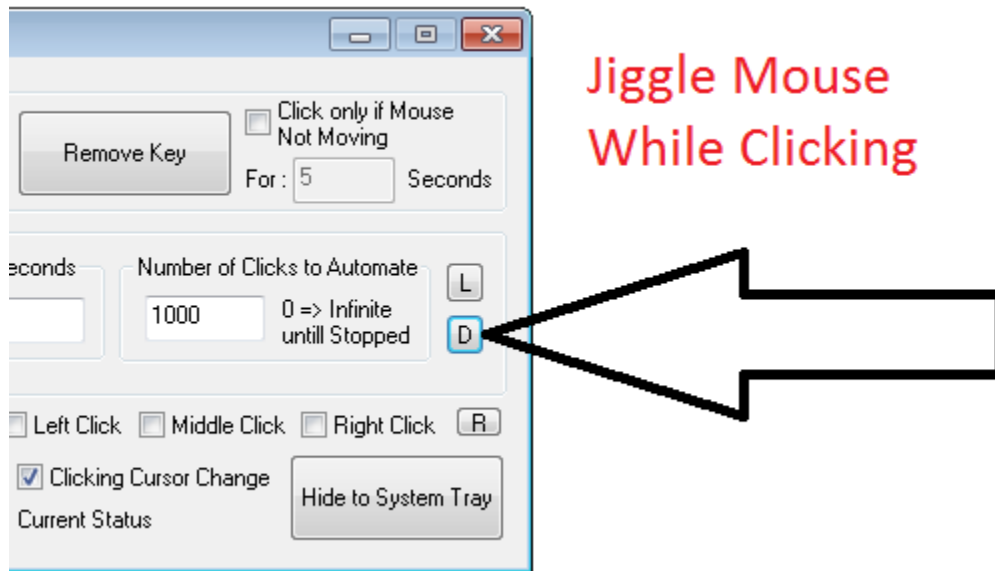 Jiggle Mouse
While Clicking
Remove Key
Click only if Mouse
Not Moving
For : 5 Seconds
econds
Number of Clicks to Automate
1000
0 => Infinite
untill Stopped
L
D
Left Click Middle Click Right Click R
Clicking Cursor Change
Current Status
Hide to System Tray